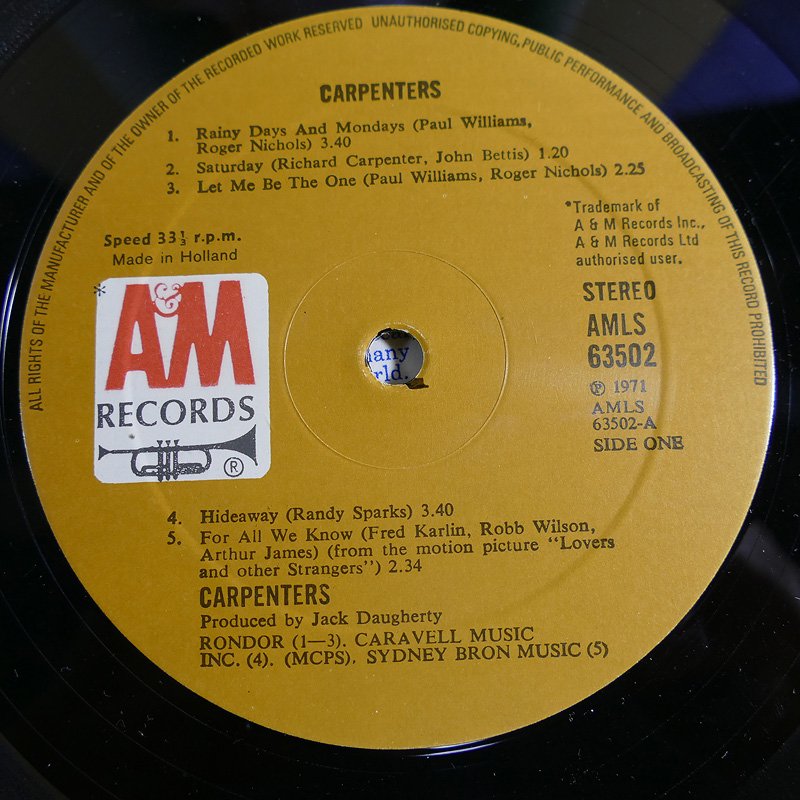 ALL RIGHTS OF THE MANUFACTURER AND OF THE OWNER OF THE RECORDED WORK RESERVED UNAUTHORISED COPYING, PUBLIC PERFORMANCE AND BROADCASTING OF THIS RECORD PROHIBITED
CARPENTERS
1. Rainy Days And Mondays (Paul Williams,
Roger Nichols) 3.40
2. Saturday (Richard Carpenter, John Bettis) 1.20
3. Let Me Be The One (Paul Williams, Roger Nichols) 2.25
Speed 33⅓ r.p.m.
Made in Holland
*Trademark of
A & M Records Inc.,
A & M Records Ltd
authorised user.
*
A&M
RECORDS
®
STEREO
AMLS
63502
℗ 1971
AMLS
63502-A
SIDE ONE
many
rld.
4. Hideaway (Randy Sparks) 3.40
5. For All We Know (Fred Karlin, Robb Wilson,
Arthur James) (from the motion picture “Lovers
and other Strangers”) 2.34
CARPENTERS
Produced by Jack Daugherty
RONDOR (1—3). CARAVELL MUSIC
INC. (4). (MCPS). SYDNEY BRON MUSIC (5)